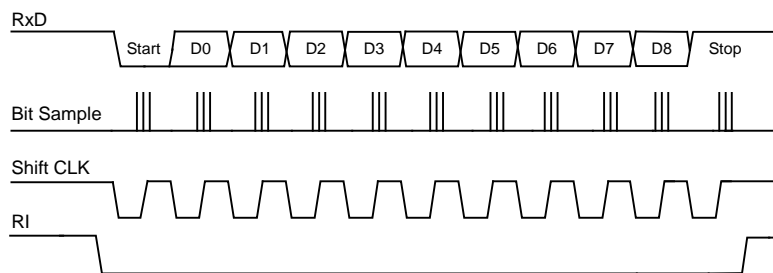 RxD
Start D0 D1 D2 D3 D4 D5 D6 D7 D8 Stop
Bit Sample
Shift CLK
RI